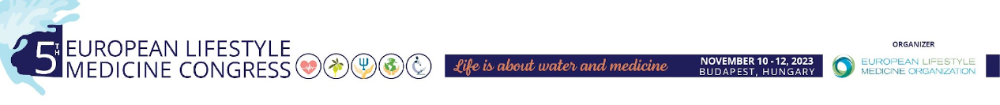 5TH EUROPEAN LIFESTYLE
MEDICINE CONGRESS
Life is about water and medicine
NOVEMBER 10 - 12, 2023
BUDAPEST, HUNGARY
ORGANIZER
EUROPEAN LIFESTYLE
MEDICINE ORGANIZATION